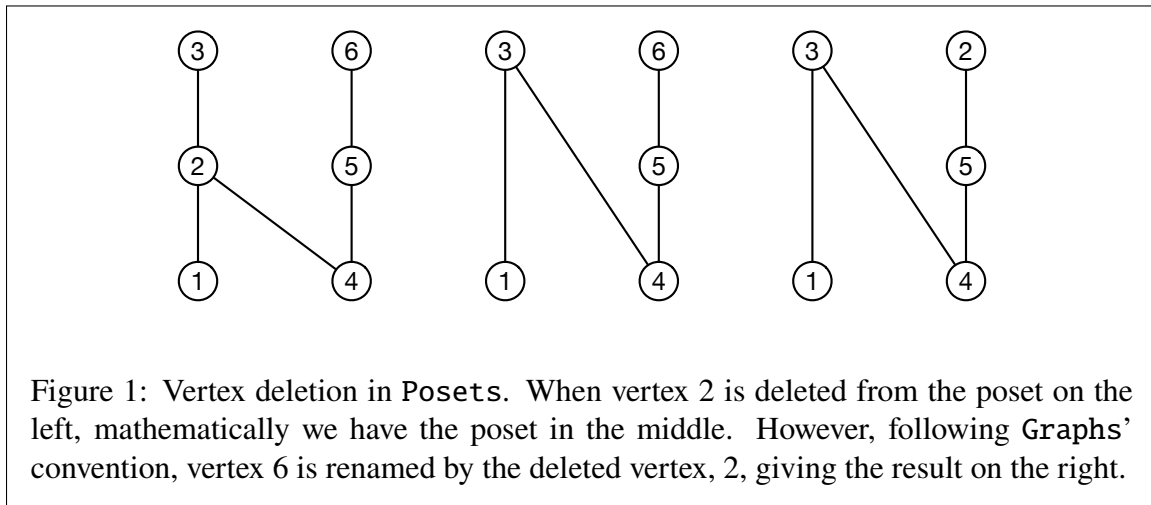 3 6 3 6 3 2
2 5 5 5
1 4 1 4 1 4
Figure 1: Vertex deletion in Posets. When vertex 2 is deleted from the poset on the
left, mathematically we have the poset in the middle. However, following Graphs’
convention, vertex 6 is renamed by the deleted vertex, 2, giving the result on the right.